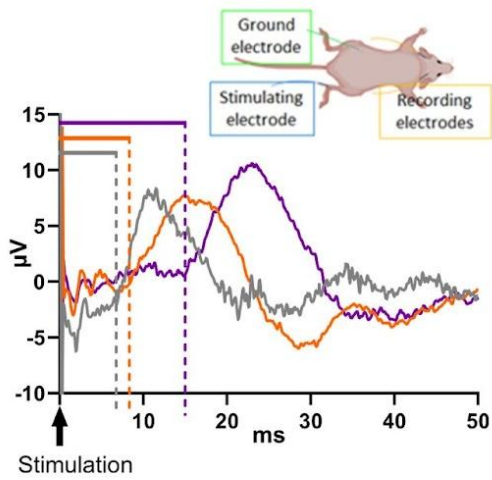 Ground
electrode
Stimulating
electrode
Recording
electrodes
15
10
5
0
-5
-10
µV
10
20
30
40
50
ms
Stimulation